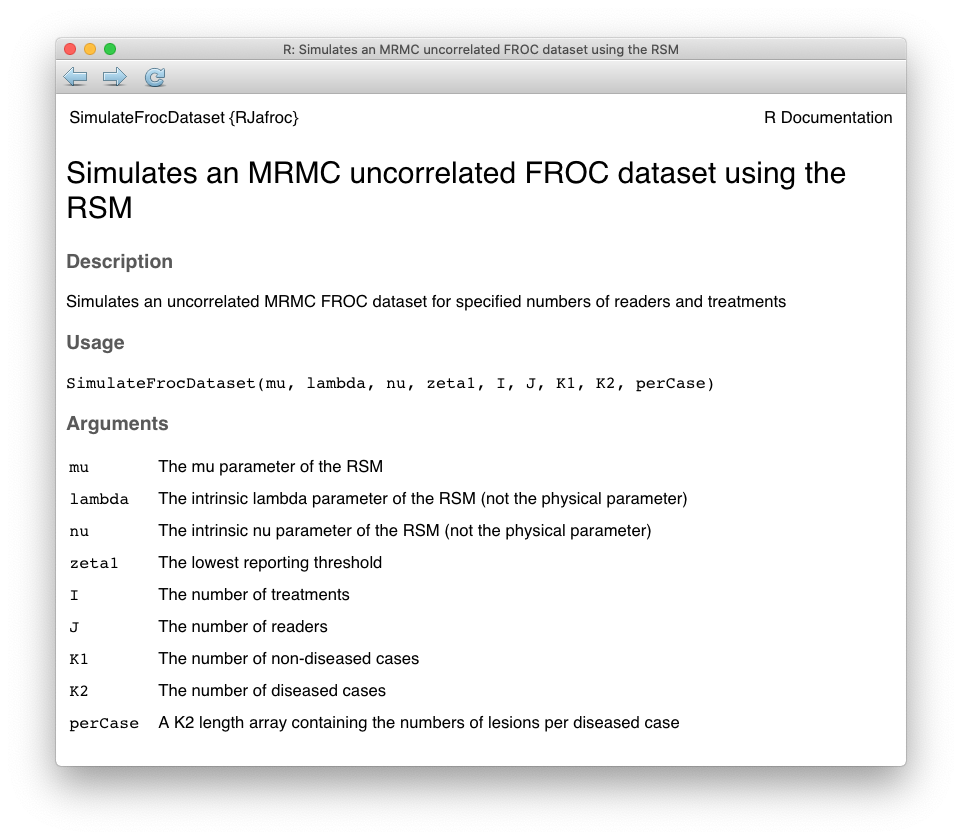 R: Simulates an MRMC uncorrelated FROC dataset using the RSM
SimulateFrocDataset {RJafroc} R Documentation
Simulates an MRMC uncorrelated FROC dataset using the
RSM
Description
Simulates an uncorrelated MRMC FROC dataset for specified numbers of readers and treatments
Usage
SimulateFrocDataset(mu, lambda, nu, zeta1, I, J, K1, K2, perCase)
Arguments
mu The mu parameter of the RSM
lambda The intrinsic lambda parameter of the RSM (not the physical parameter)
nu The intrinsic nu parameter of the RSM (not the physical parameter)
zeta1 The lowest reporting threshold
I The number of treatments
J The number of readers
K1 The number of non-diseased cases
K2 The number of diseased cases
perCase A K2 length array containing the numbers of lesions per diseased case